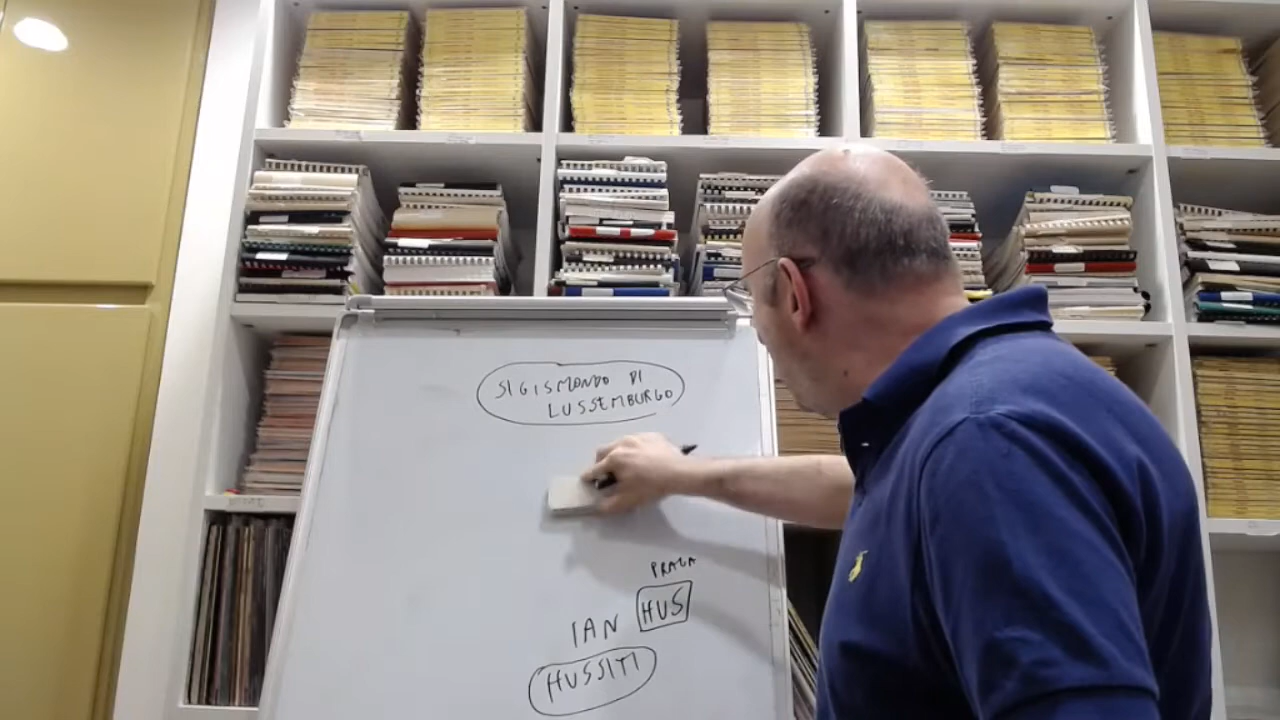 SIGISMONDO DI
LUSSEMBURGO
PRAGA
IAN HUS
HUSSITI